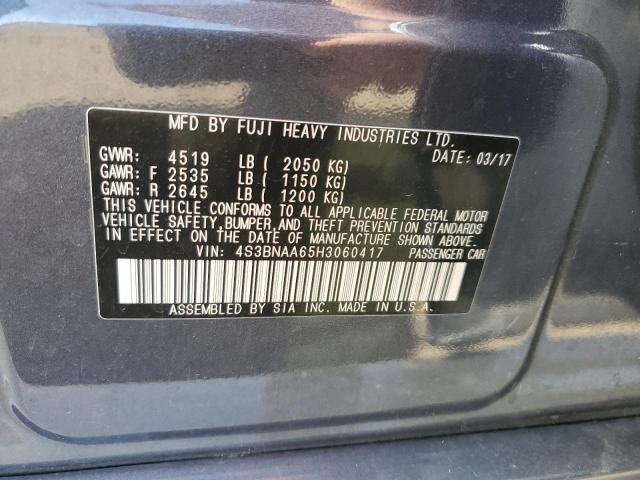 MFD BY FUJI HEAVY INDUSTRIES LTD.
GVWR: 4519 LB ( 2050 KG) DATE: 03/17
GAWR: F 2535 LB ( 1150 KG)
GAWR: R 2645 LB ( 1200 KG)
THIS VEHICLE CONFORMS TO ALL APPLICABLE FEDERAL MOTOR
VEHICLE SAFETY, BUMPER, AND THEFT PREVENTION STANDARDS
IN EFFECT ON THE DATE OF MANUFACTURE SHOWN ABOVE.
VIN: 4S3BNAA65H3060417 PASSENGER CAR
ASSEMBLED BY SIA INC. MADE IN U.S.A.